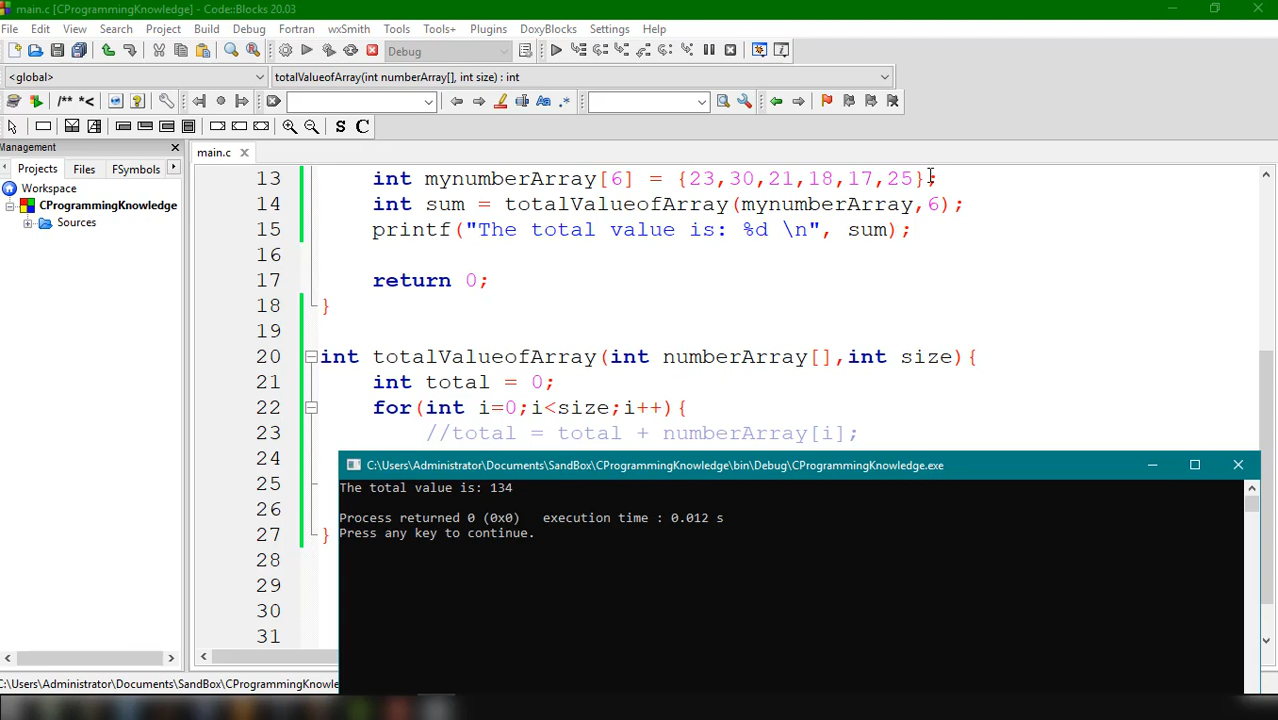 main.c [CProgrammingKnowledge] - Code::Blocks 20.03
File Edit View Search Project Build Debug Fortran wxSmith Tools Tools+ Plugins DoxyBlocks Settings Help
Debug
<global> totalValueofArray(int numberArray[], int size) : int
/** *<
S C
Management
main.c
Projects Files FSymbols
Workspace
CProgrammingKnowledge
Sources
13 int mynumberArray[6] = {23,30,21,18,17,25};
14 int sum = totalValueofArray(mynumberArray,6);
15 printf("The total value is: %d \n", sum);
16
17 return 0;
18 }
19
20 int totalValueofArray(int numberArray[],int size){
21 int total = 0;
22 for(int i=0;i<size;i++){
23 //total = total + numberArray[i];
24
25
26
27 }
28
29
30
31
C:\Users\Administrator\Documents\SandBox\CProgrammingKnowledge\bin\Debug\CProgrammingKnowledge.exe
The total value is: 134
Process returned 0 (0x0) execution time : 0.012 s
Press any key to continue.
C:\Users\Administrator\Documents\SandBox\CProgrammingKnowle